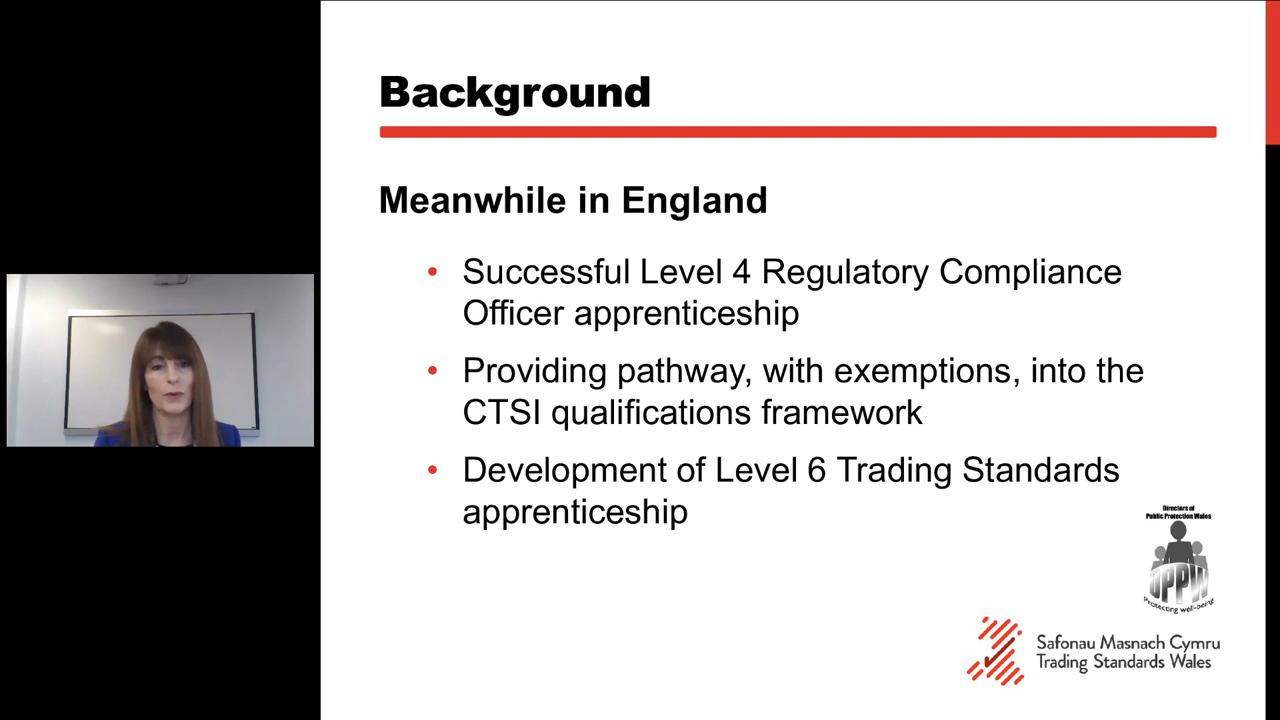 Background
Meanwhile in England
• Successful Level 4 Regulatory Compliance
Officer apprenticeship
• Providing pathway, with exemptions, into the
CTSI qualifications framework
• Development of Level 6 Trading Standards
apprenticeship
Directors of
Public Protection Wales
DPPW
Protecting well-being
Safonau Masnach Cymru
Trading Standards Wales